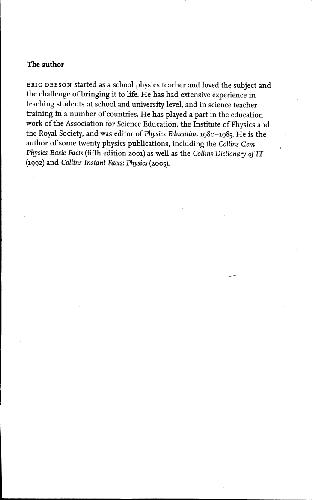 The author
ERIC DEESON started as a school physics teacher and loved the subject and
the challenge of bringing it to life. He has had extensive experience in
teaching students at school and university level, and in science teacher
training in a number of countries. He has played a part in the education
work of the Association for Science Education, the Institute of Physics and
the Royal Society, and was editor of Physics Education 1980–1985. He is the
author of some twenty physics publications, including the Collins Gem
Physics Basic Facts (fifth edition 2001) as well as the Collins Dictionary of IT
(1992) and Collins Instant Facts: Physics (2005).